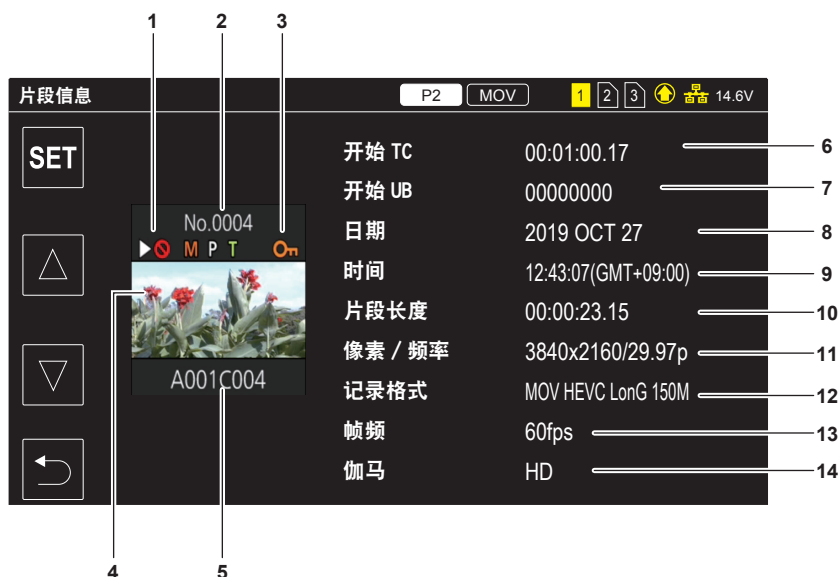 1 2 3
片段信息 P2 MOV 1 2 3 14.6V
SET
No.0004
M P T
A001C004
开始 TC 00:01:00.17 6
开始 UB 00000000 7
日期 2019 OCT 27 8
时间 12:43:07(GMT+09:00) 9
片段长度 00:00:23.15 10
像素 / 频率 3840x2160/29.97p 11
记录格式 MOV HEVC LonG 150M 12
帧频 60fps 13
伽马 HD 14
4 5